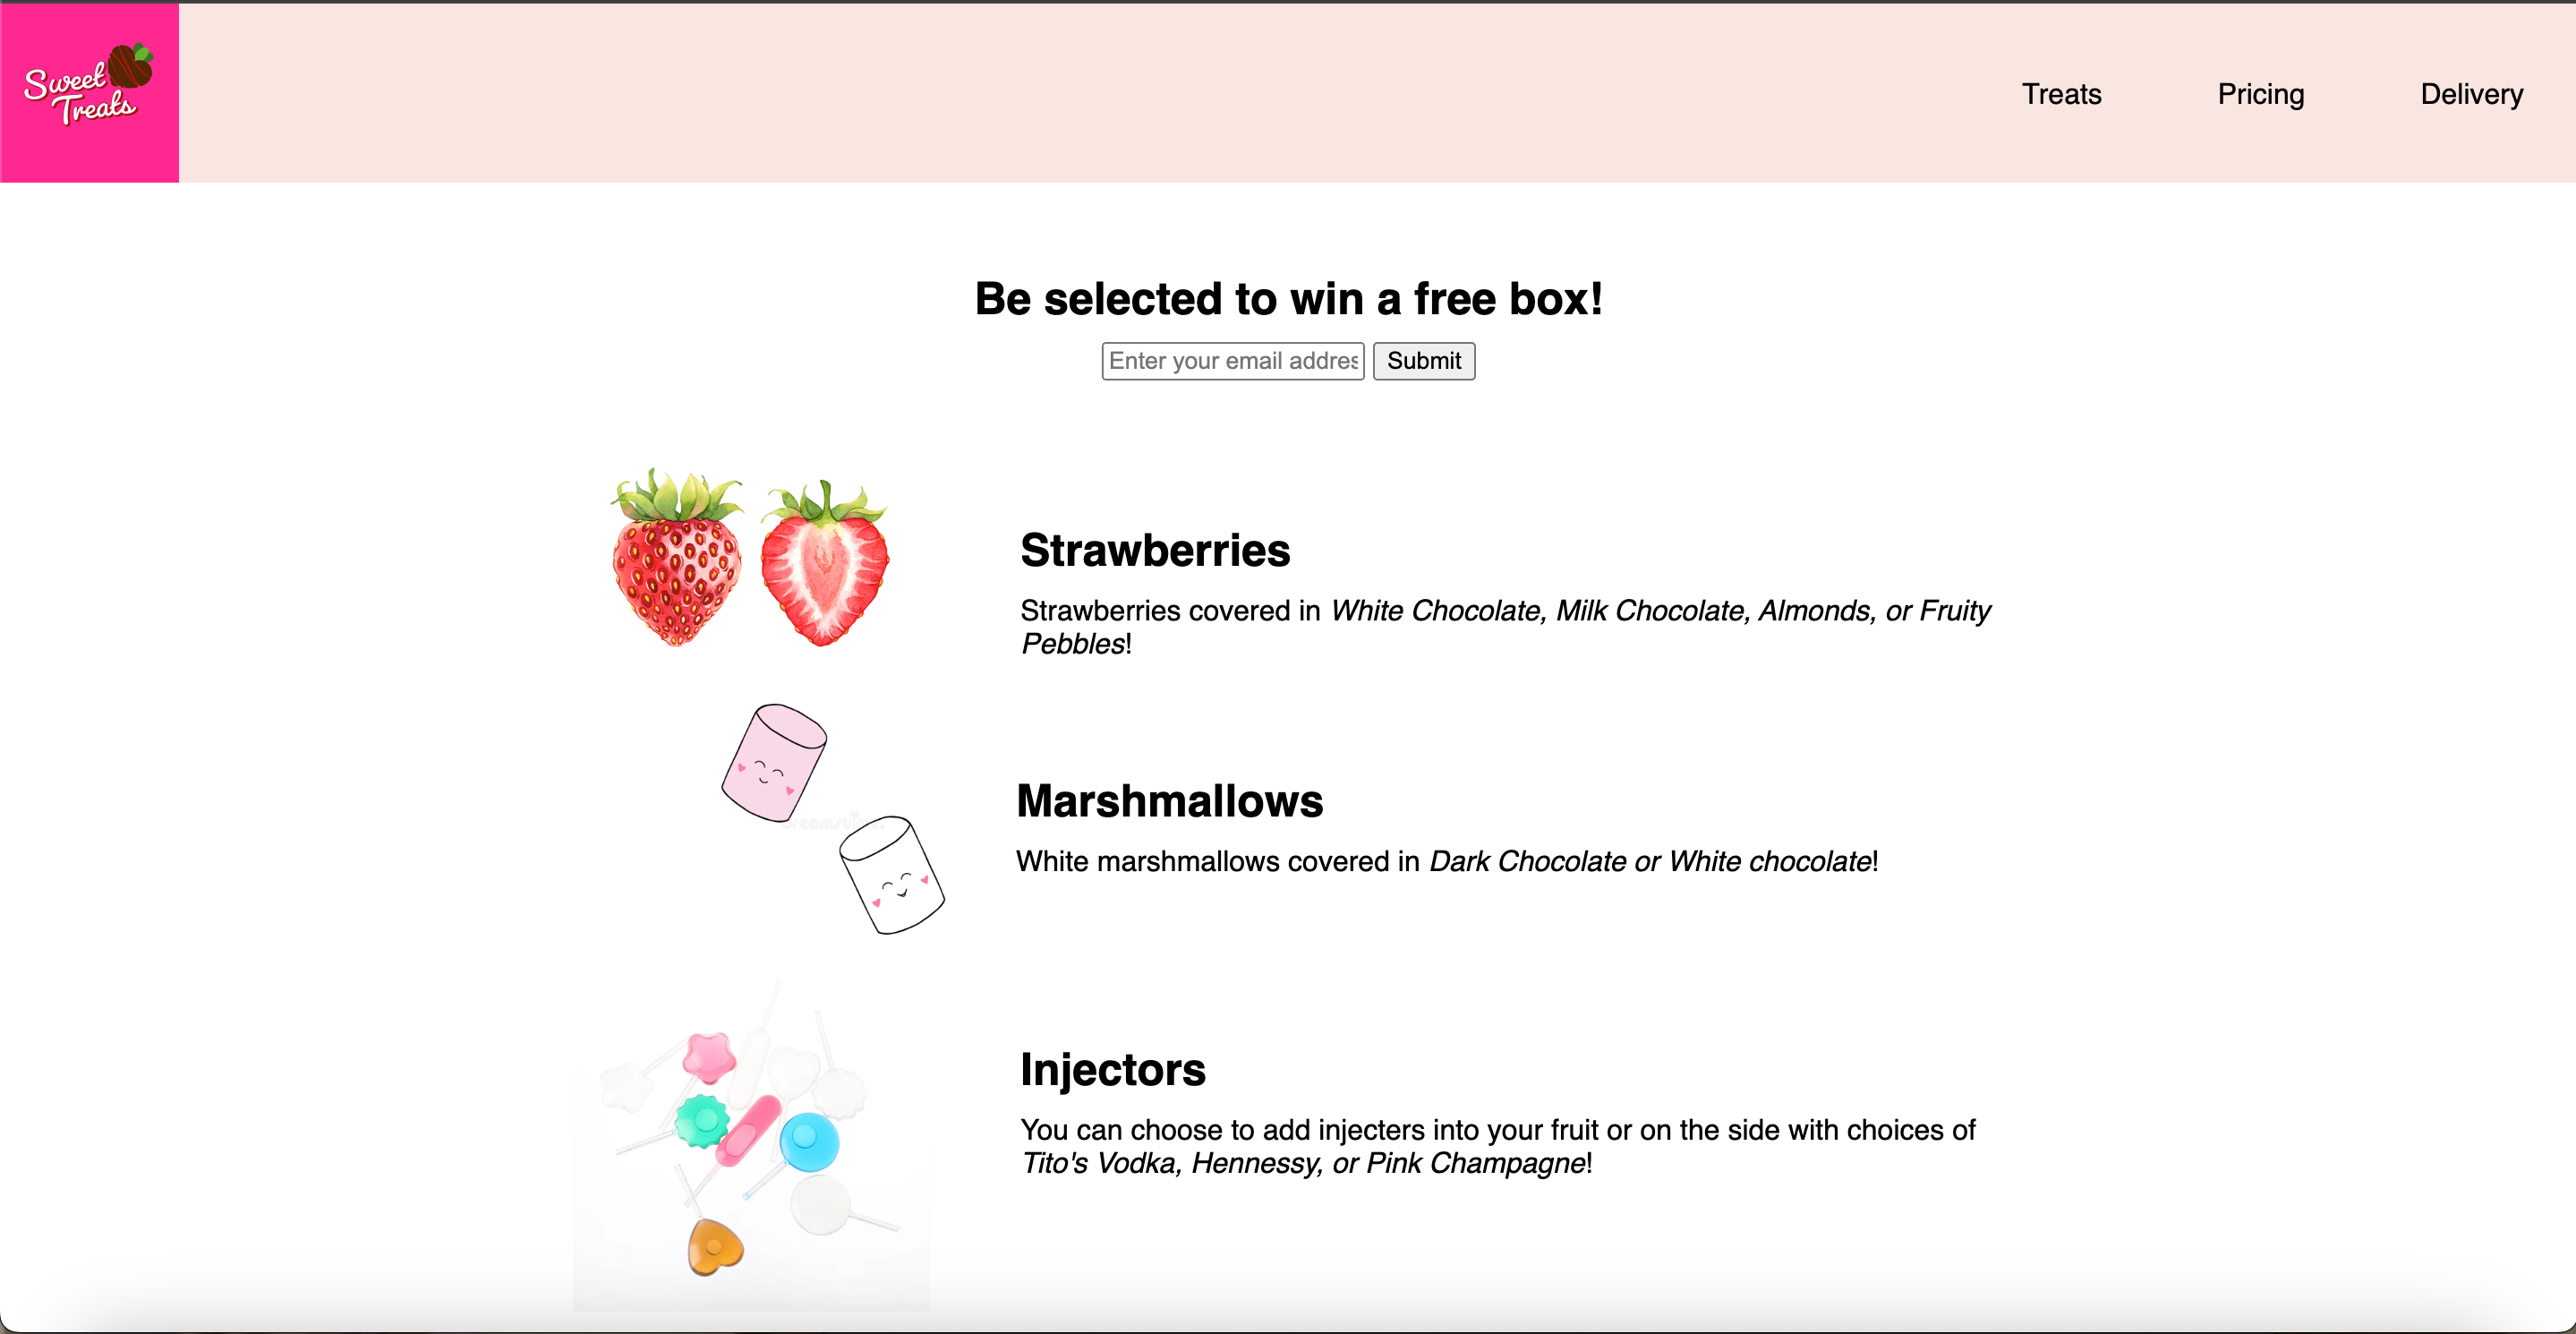 Sweet
Treats
Treats
Pricing
Delivery
Be selected to win a free box!
Enter your email addres
Submit
Strawberries
Strawberries covered in White Chocolate, Milk Chocolate, Almonds, or Fruity
Pebbles!
Marshmallows
White marshmallows covered in Dark Chocolate or White chocolate!
Injectors
You can choose to add injecters into your fruit or on the side with choices of
Tito's Vodka, Hennessy, or Pink Champagne!